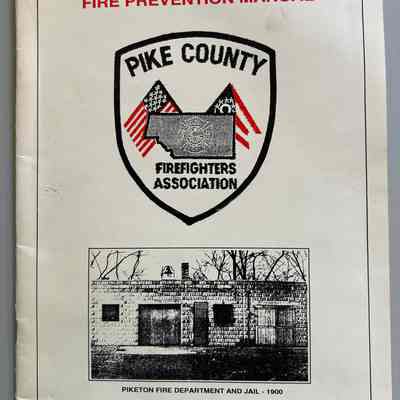 FIRE PREVENTION MANUAL
PIKE COUNTY
FIREFIGHTERS
ASSOCIATION
PIKETON FIRE DEPARTMENT AND JAIL - 1900